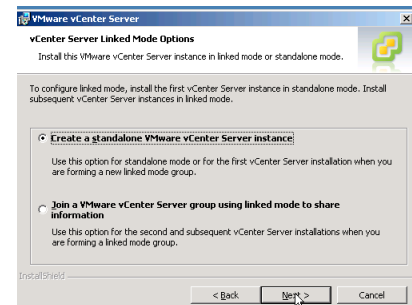 VMware vCenter Server
vCenter Server Linked Mode Options
Install this VMware vCenter Server instance in linked mode or standalone mode.
To configure linked mode, install the first vCenter Server instance in standalone mode. Install
subsequent vCenter Server instances in linked mode.
Create a standalone VMware vCenter Server instance
Use this option for standalone mode or for the first vCenter Server installation when you
are forming a new linked mode group.
Join a VMware vCenter Server group using linked mode to share
information
Use this option for the second and subsequent vCenter Server installations when you
are forming a linked mode group.
InstallShield
< Back Next > Cancel